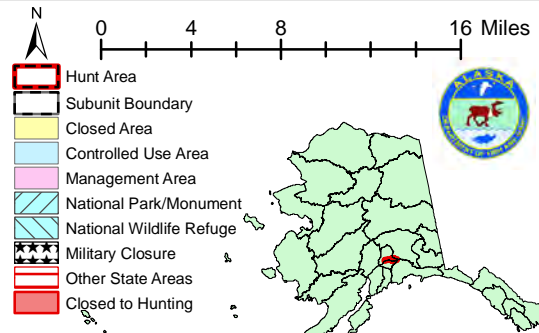 N
0 4 8 16 Miles
Hunt Area
Subunit Boundary
Closed Area
Controlled Use Area
Management Area
National Park/Monument
National Wildlife Refuge
Military Closure
Other State Areas
Closed to Hunting
ALASKA